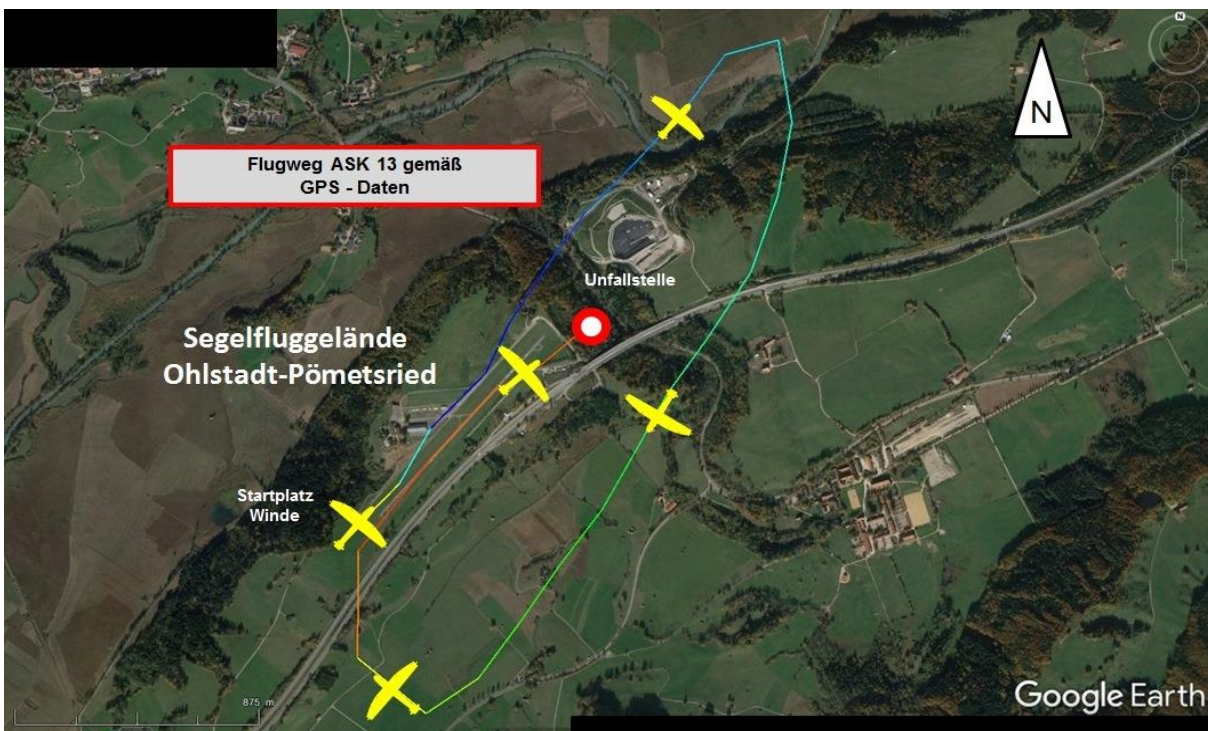 N
N
Flugweg ASK 13 gemäß
GPS - Daten
Unfallstelle
Segelfluggelände
Ohlstadt-Pömetsried
Startplatz
Winde
875 m
Google Earth